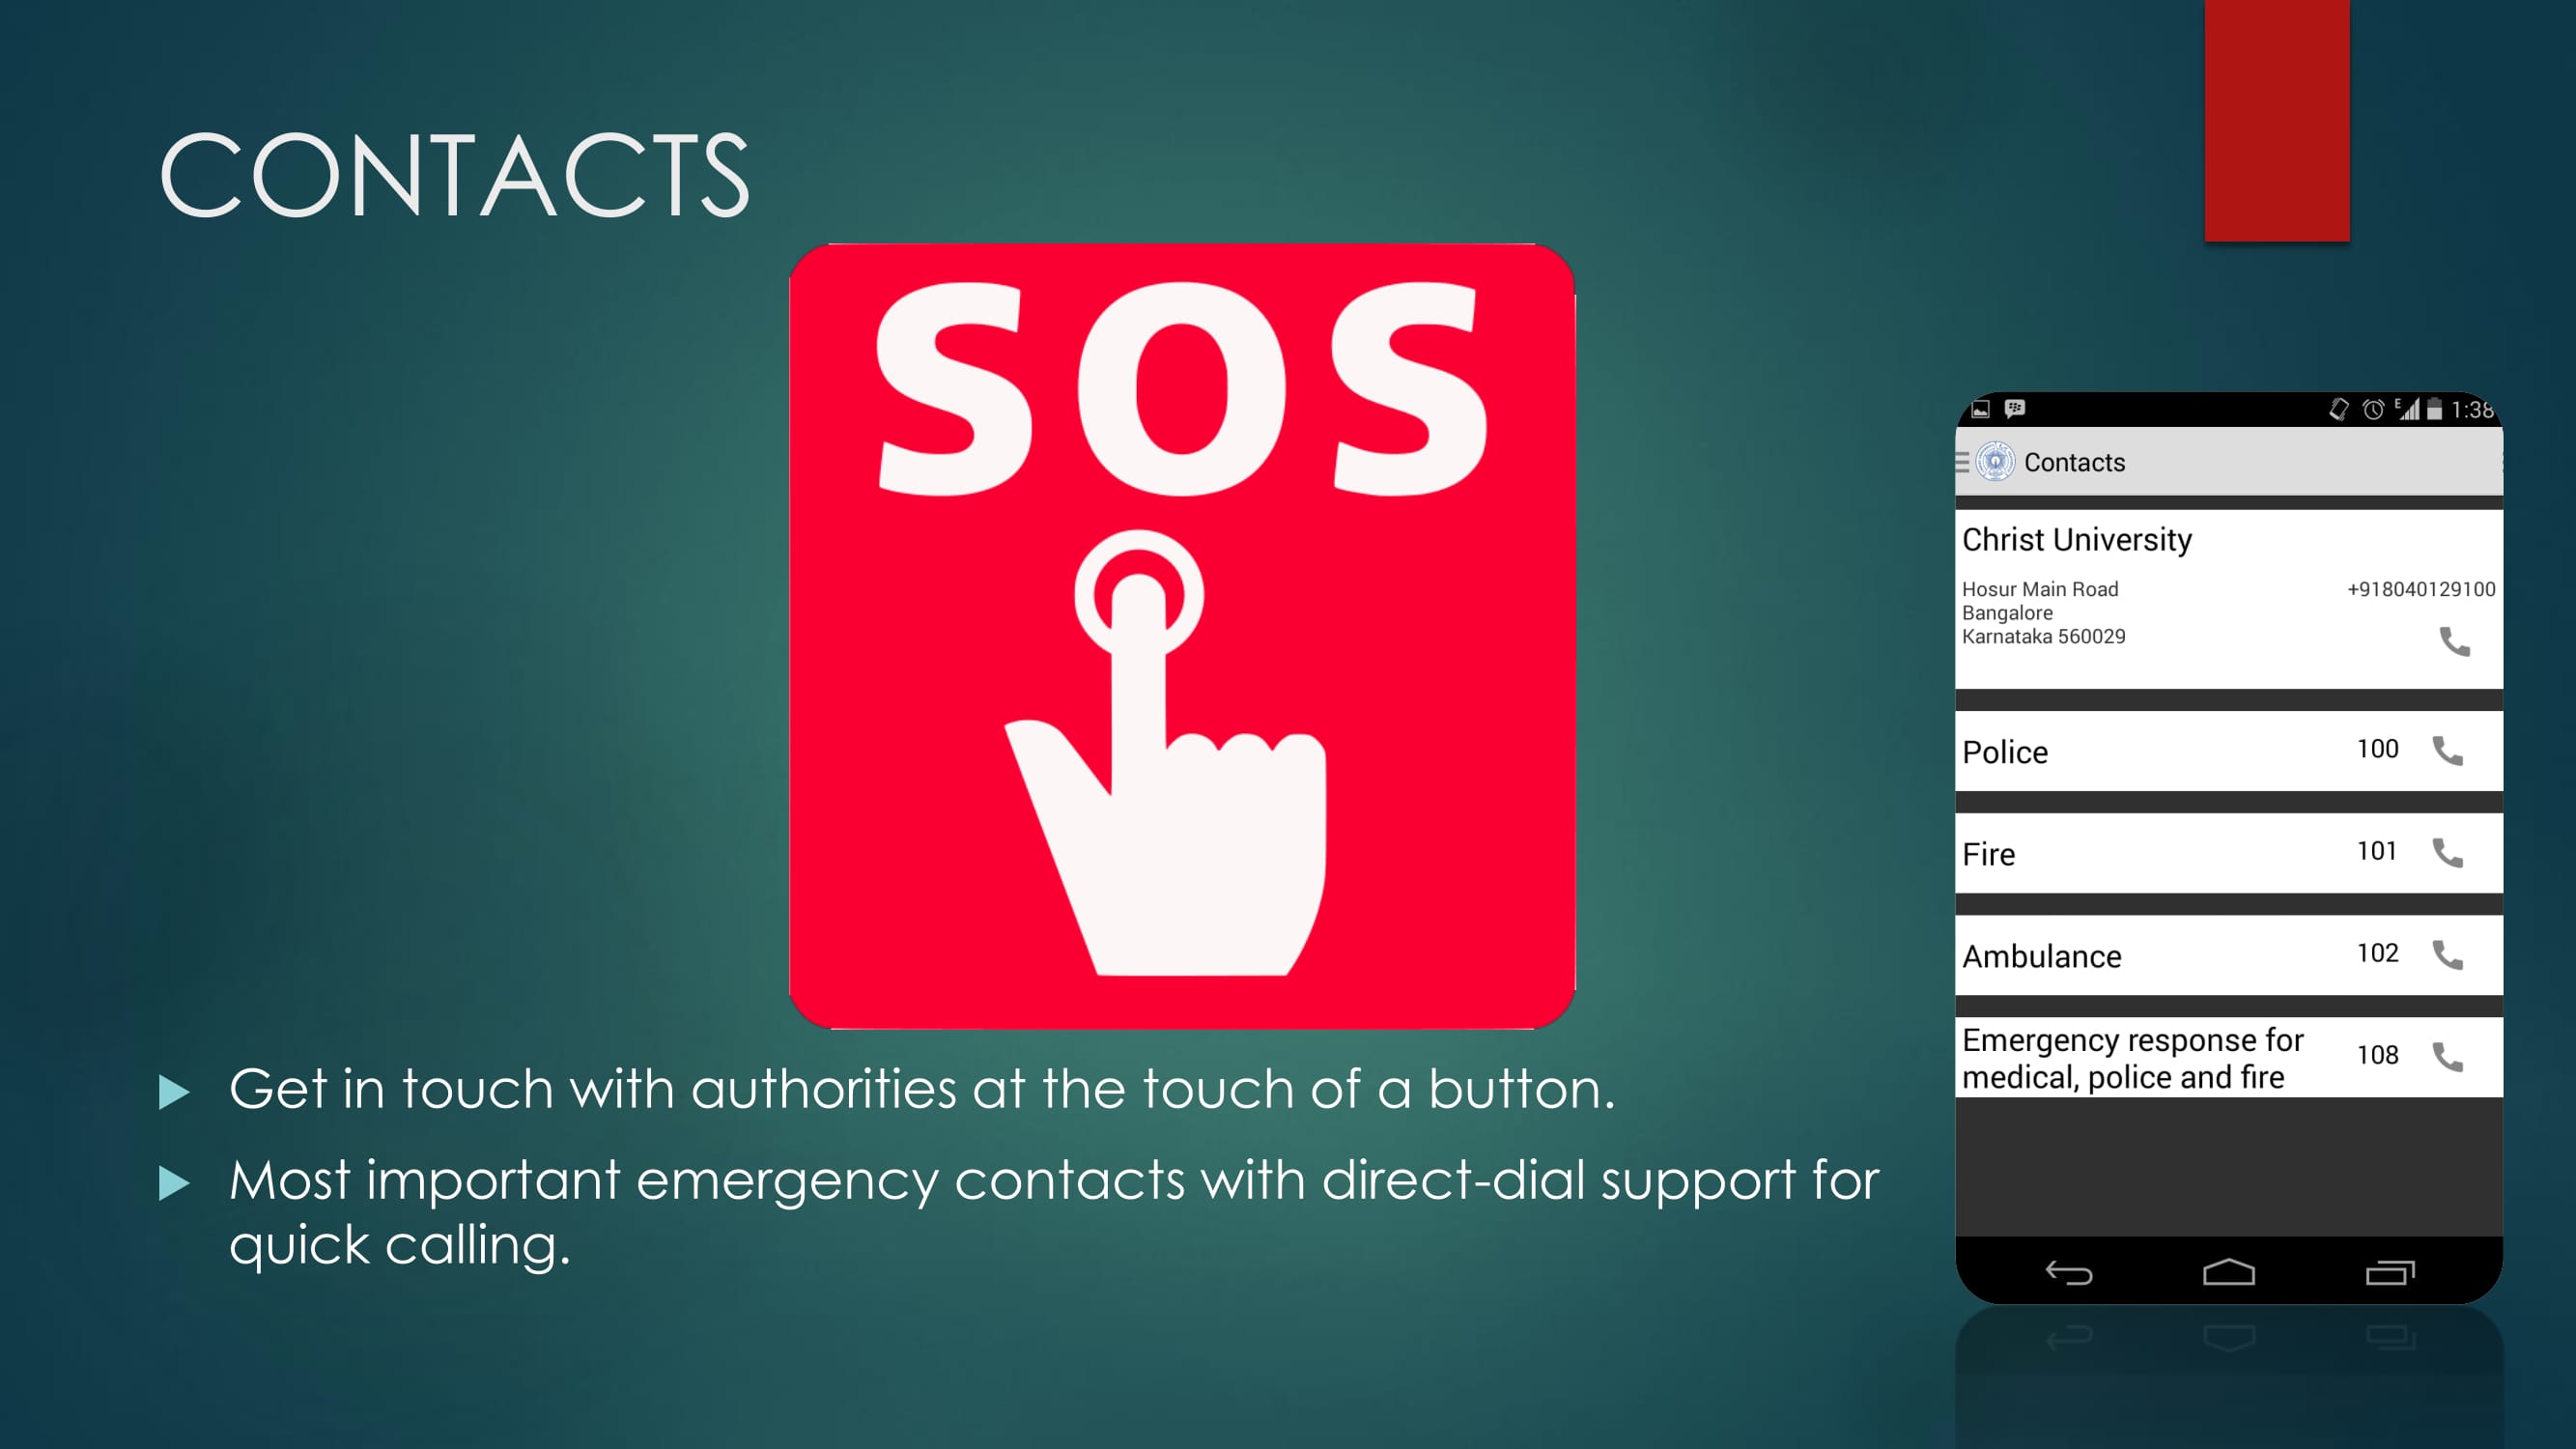 CONTACTS
SOS
Get in touch with authorities at the touch of a button.
Most important emergency contacts with direct-dial support for
quick calling.
E 1:38
Contacts
Christ University
Hosur Main Road +918040129100
Bangalore
Karnataka 560029
Police 100
Fire 101
Ambulance 102
Emergency response for 108
medical, police and fire